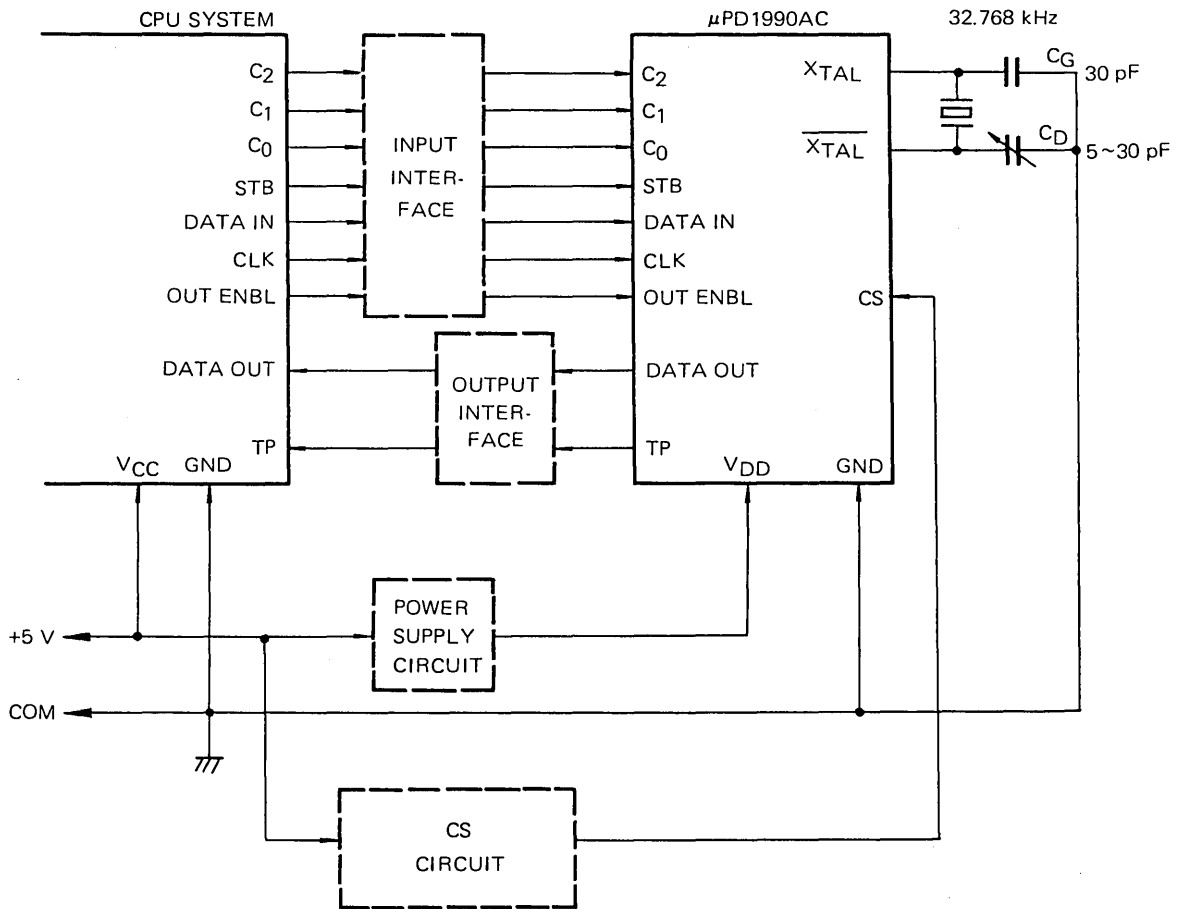 CPU SYSTEM
μPD1990AC
32.768 kHz
C2
C1
C0
STB
DATA IN
CLK
OUT ENBL
DATA OUT
TP
VCC
GND
INPUT
INTER-
FACE
OUTPUT
INTER-
FACE
C2
C1
C0
STB
DATA IN
CLK
OUT ENBL
DATA OUT
TP
VDD
GND
XTAL
X̅T̅A̅L̅
CS
CG
30 pF
CD
5~30 pF
+5 V
COM
POWER
SUPPLY
CIRCUIT
CS
CIRCUIT